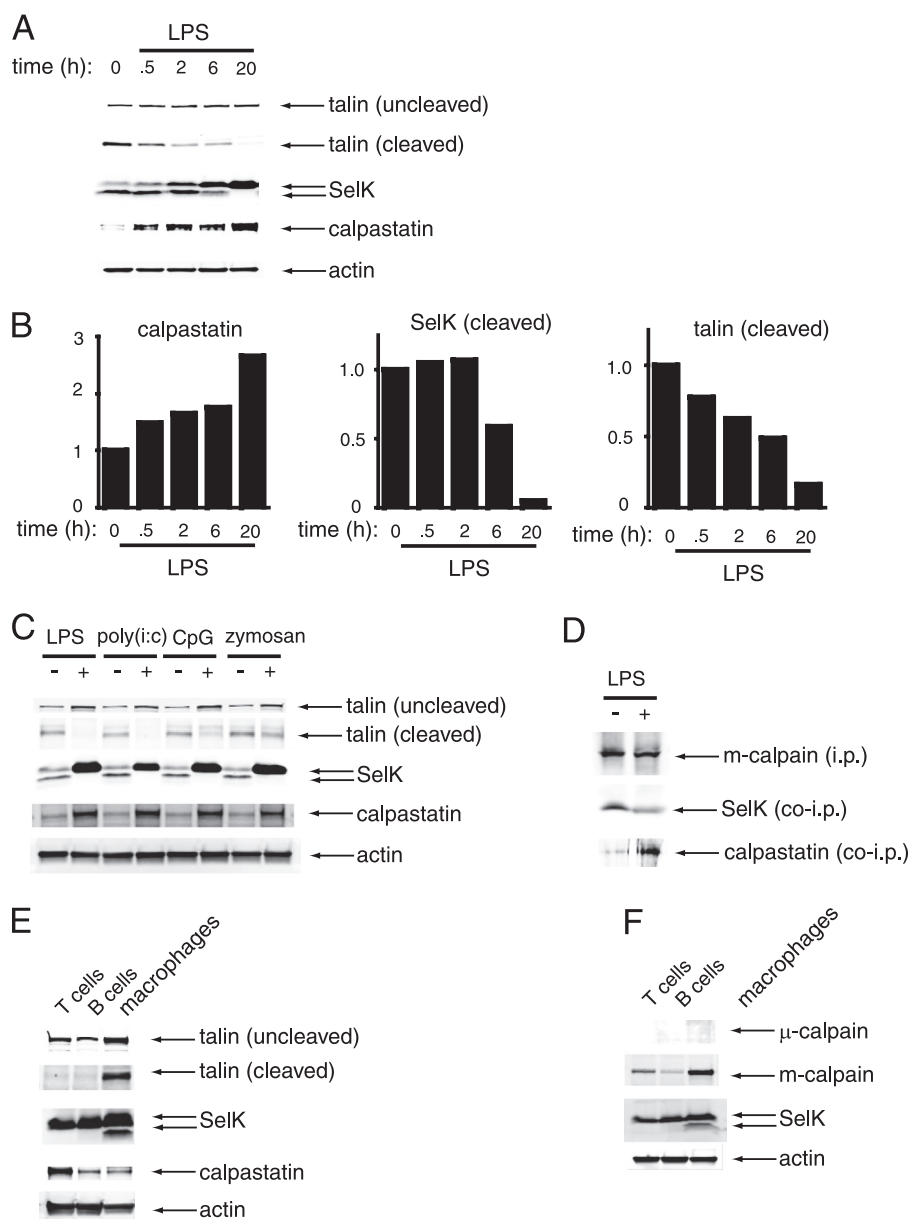 A
LPS
time (h): 0 .5 2 6 20
talin (uncleaved)
talin (cleaved)
SelK
calpastatin
actin
B
calpastatin
3
2
1
0
time (h): 0 .5 2 6 20
LPS
SelK (cleaved)
1.0
0.5
0
0 .5 2 6 20
LPS
talin (cleaved)
1.0
0.5
0
time (h): 0 .5 2 6 20
LPS
C
LPS poly(i:c) CpG zymosan
- + - + - + - +
talin (uncleaved)
talin (cleaved)
SelK
calpastatin
actin
D
LPS
- +
m-calpain (i.p.)
SelK (co-i.p.)
calpastatin (co-i.p.)
E
T cells
B cells
macrophages
talin (uncleaved)
talin (cleaved)
SelK
calpastatin
actin
F
T cells
B cells
macrophages
μ-calpain
m-calpain
SelK
actin